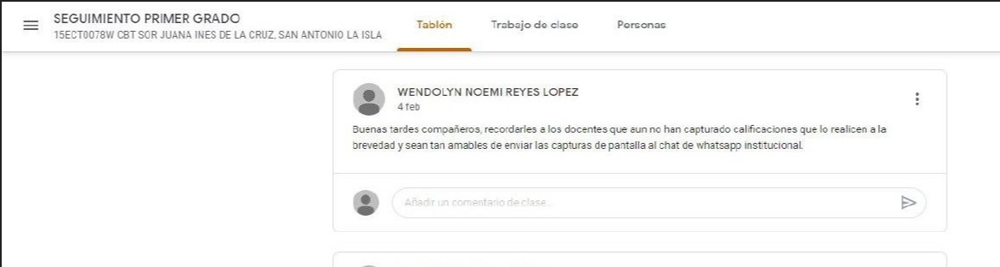 SEGUIMIENTO PRIMER GRADO
15ECT0078W CBT SOR JUANA INES DE LA CRUZ, SAN ANTONIO LA ISLA
Tablón Trabajo de clase Personas
WENDOLYN NOEMI REYES LOPEZ
4 feb
Buenas tardes compañeros, recordarles a los docentes que aun no han capturado calificaciones que lo realicen a la
brevedad y sean tan amables de enviar las capturas de pantalla al chat de whatsapp institucional.
Añadir un comentario de clase...